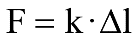 F = k · Δl